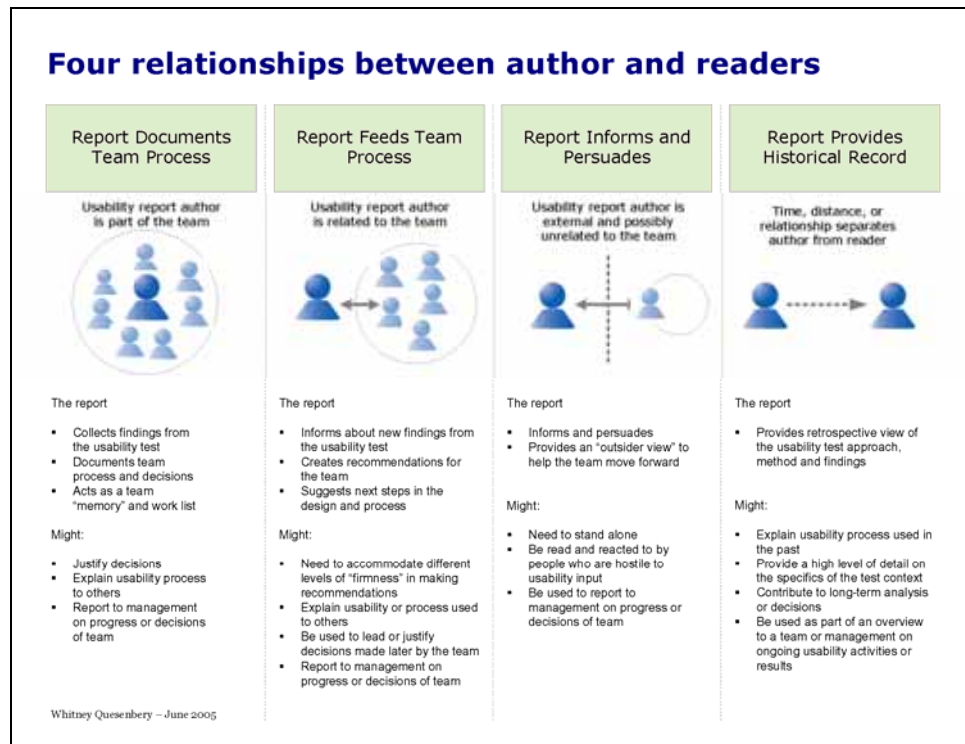 Four relationships between author and readers
Report Documents
Team Process
Usability report author
is part of the team
The report
▪ Collects findings from
the usability test
▪ Documents team
process and decisions
▪ Acts as a team
“memory” and work list
Might:
▪ Justify decisions
▪ Explain usability process
to others
▪ Report to management
on progress or decisions
of team
Report Feeds Team
Process
Usability report author
is related to the team
The report
▪ Informs about new findings from
the usability test
▪ Creates recommendations for
the team
▪ Suggests next steps in the
design and process
Might:
▪ Need to accommodate different
levels of “firmness” in making
recommendations
▪ Explain usability or process used
to others
▪ Be used to lead or justify
decisions made later by the team
▪ Report to management on
progress or decisions of team
Report Informs and
Persuades
Usability report author is
external and possibly
unrelated to the team
The report
▪ Informs and persuades
▪ Provides an “outsider view” to
help the team move forward
Might:
▪ Need to stand alone
▪ Be read and reacted to by
people who are hostile to
usability input
▪ Be used to report to
management on progress or
decisions of team
Report Provides
Historical Record
Time, distance, or
relationship separates
author from reader
The report
▪ Provides retrospective view of
the usability test approach,
method and findings
Might:
▪ Explain usability process used in
the past
▪ Provide a high level of detail on
the specifics of the test context
▪ Contribute to long-term analysis
or decisions
▪ Be used as part of an overview
to a team or management on
ongoing usability activities or
results
Whitney Quesenbery – June 2005